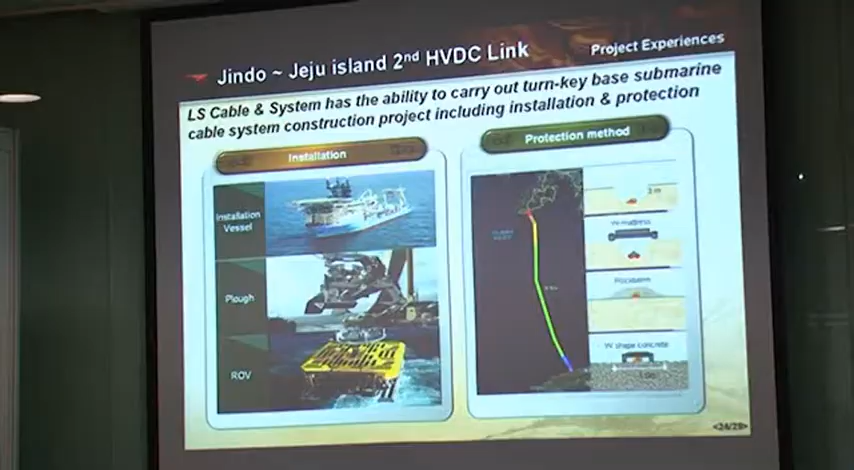 Jindo ~ Jeju island 2nd HVDC Link
Project Experiences
LS Cable & System has the ability to carry out turn-key base submarine
cable system construction project including installation & protection
Installation
Installation
Vessel
Plough
ROV
Protection method
Rockberm
shape concrete
<24/29>